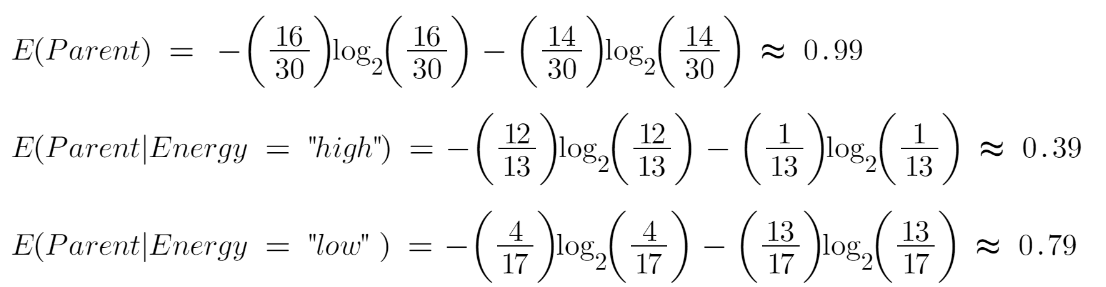 E(Parent) = −(16/30)log₂(16/30) − (14/30)log₂(14/30) ≈ 0.99
E(Parent|Energy = "high") = −(12/13)log₂(12/13) − (1/13)log₂(1/13) ≈ 0.39
E(Parent|Energy = "low" ) = −(4/17)log₂(4/17) − (13/17)log₂(13/17) ≈ 0.79